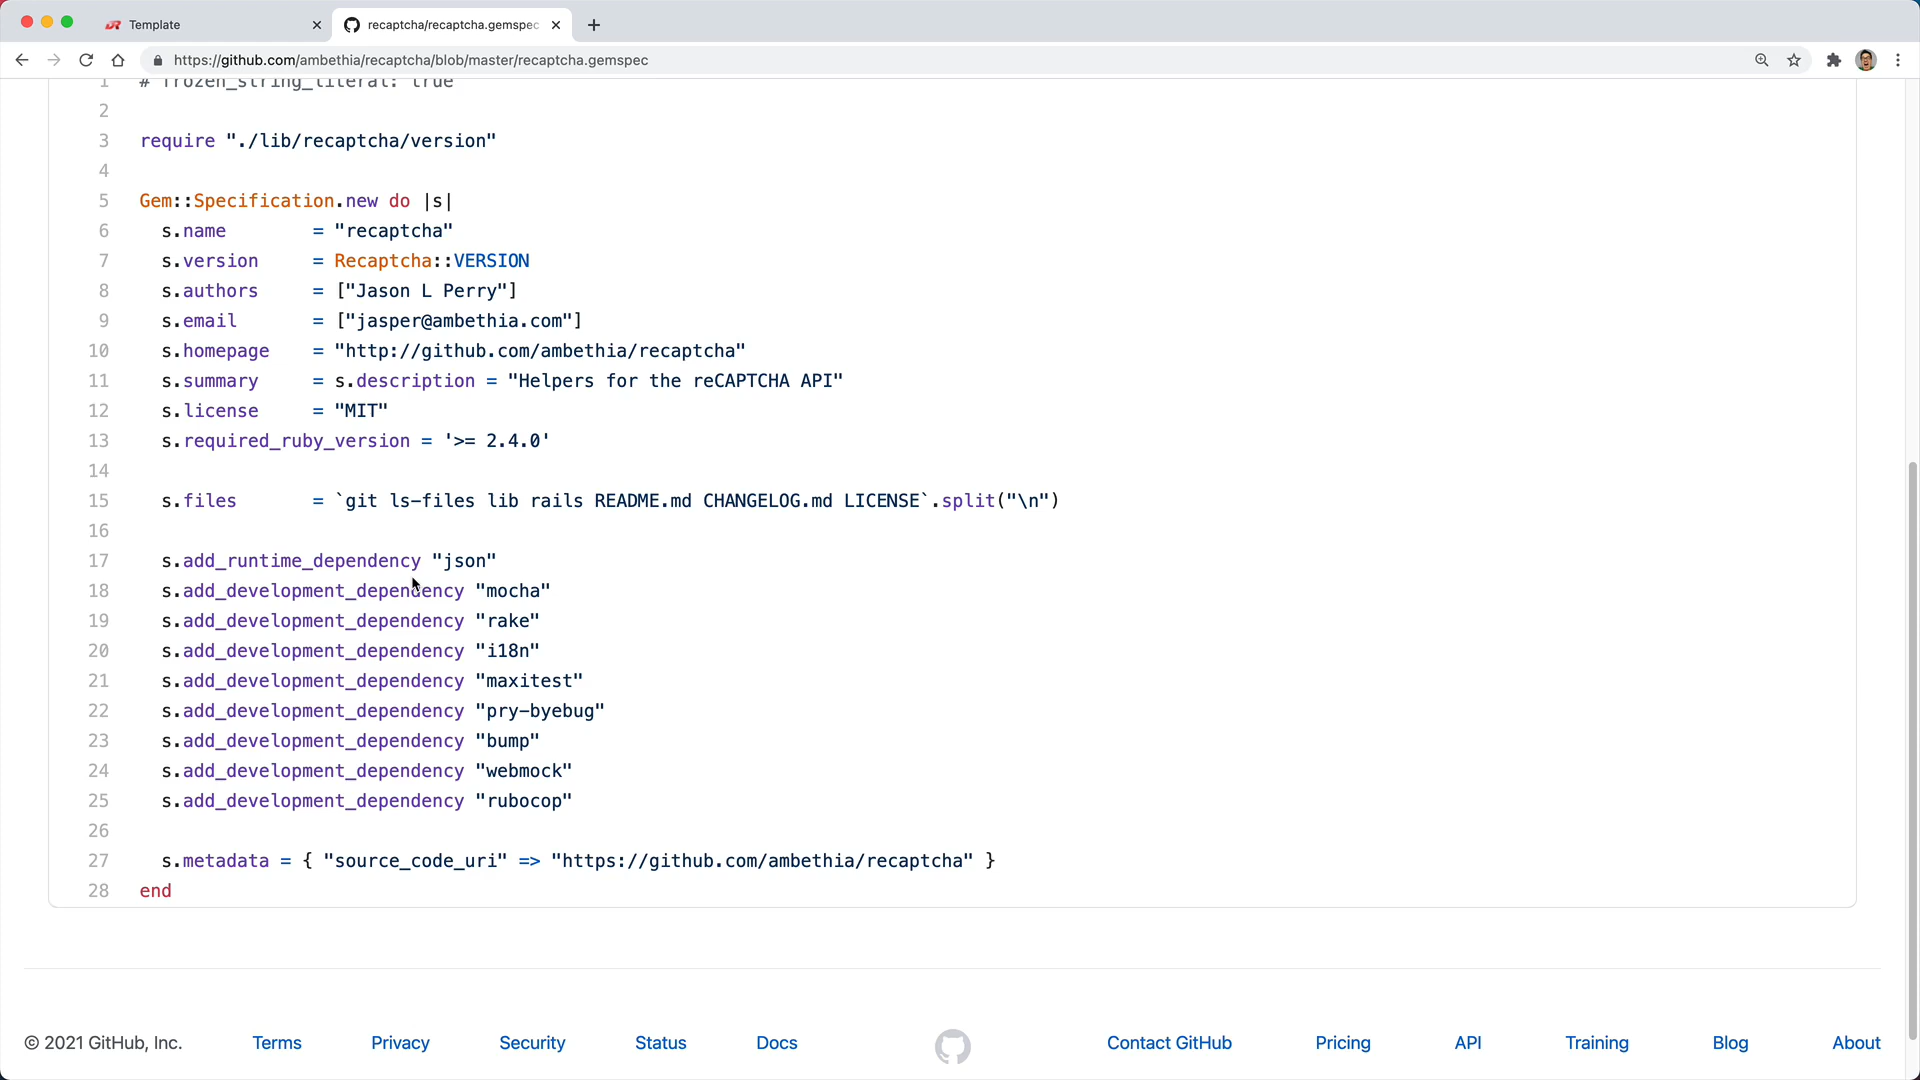 Template
recaptcha/recaptcha.gemspec
https://github.com/ambethia/recaptcha/blob/master/recaptcha.gemspec
1 # frozen_string_literal: true
2
3 require "./lib/recaptcha/version"
4
5 Gem::Specification.new do |s|
6 s.name = "recaptcha"
7 s.version = Recaptcha::VERSION
8 s.authors = ["Jason L Perry"]
9 s.email = ["jasper@ambethia.com"]
10 s.homepage = "http://github.com/ambethia/recaptcha"
11 s.summary = s.description = "Helpers for the reCAPTCHA API"
12 s.license = "MIT"
13 s.required_ruby_version = '>= 2.4.0'
14
15 s.files = `git ls-files lib rails README.md CHANGELOG.md LICENSE`.split("\n")
16
17 s.add_runtime_dependency "json"
18 s.add_development_dependency "mocha"
19 s.add_development_dependency "rake"
20 s.add_development_dependency "i18n"
21 s.add_development_dependency "maxitest"
22 s.add_development_dependency "pry-byebug"
23 s.add_development_dependency "bump"
24 s.add_development_dependency "webmock"
25 s.add_development_dependency "rubocop"
26
27 s.metadata = { "source_code_uri" => "https://github.com/ambethia/recaptcha" }
28 end
© 2021 GitHub, Inc. Terms Privacy Security Status Docs Contact GitHub Pricing API Training Blog About